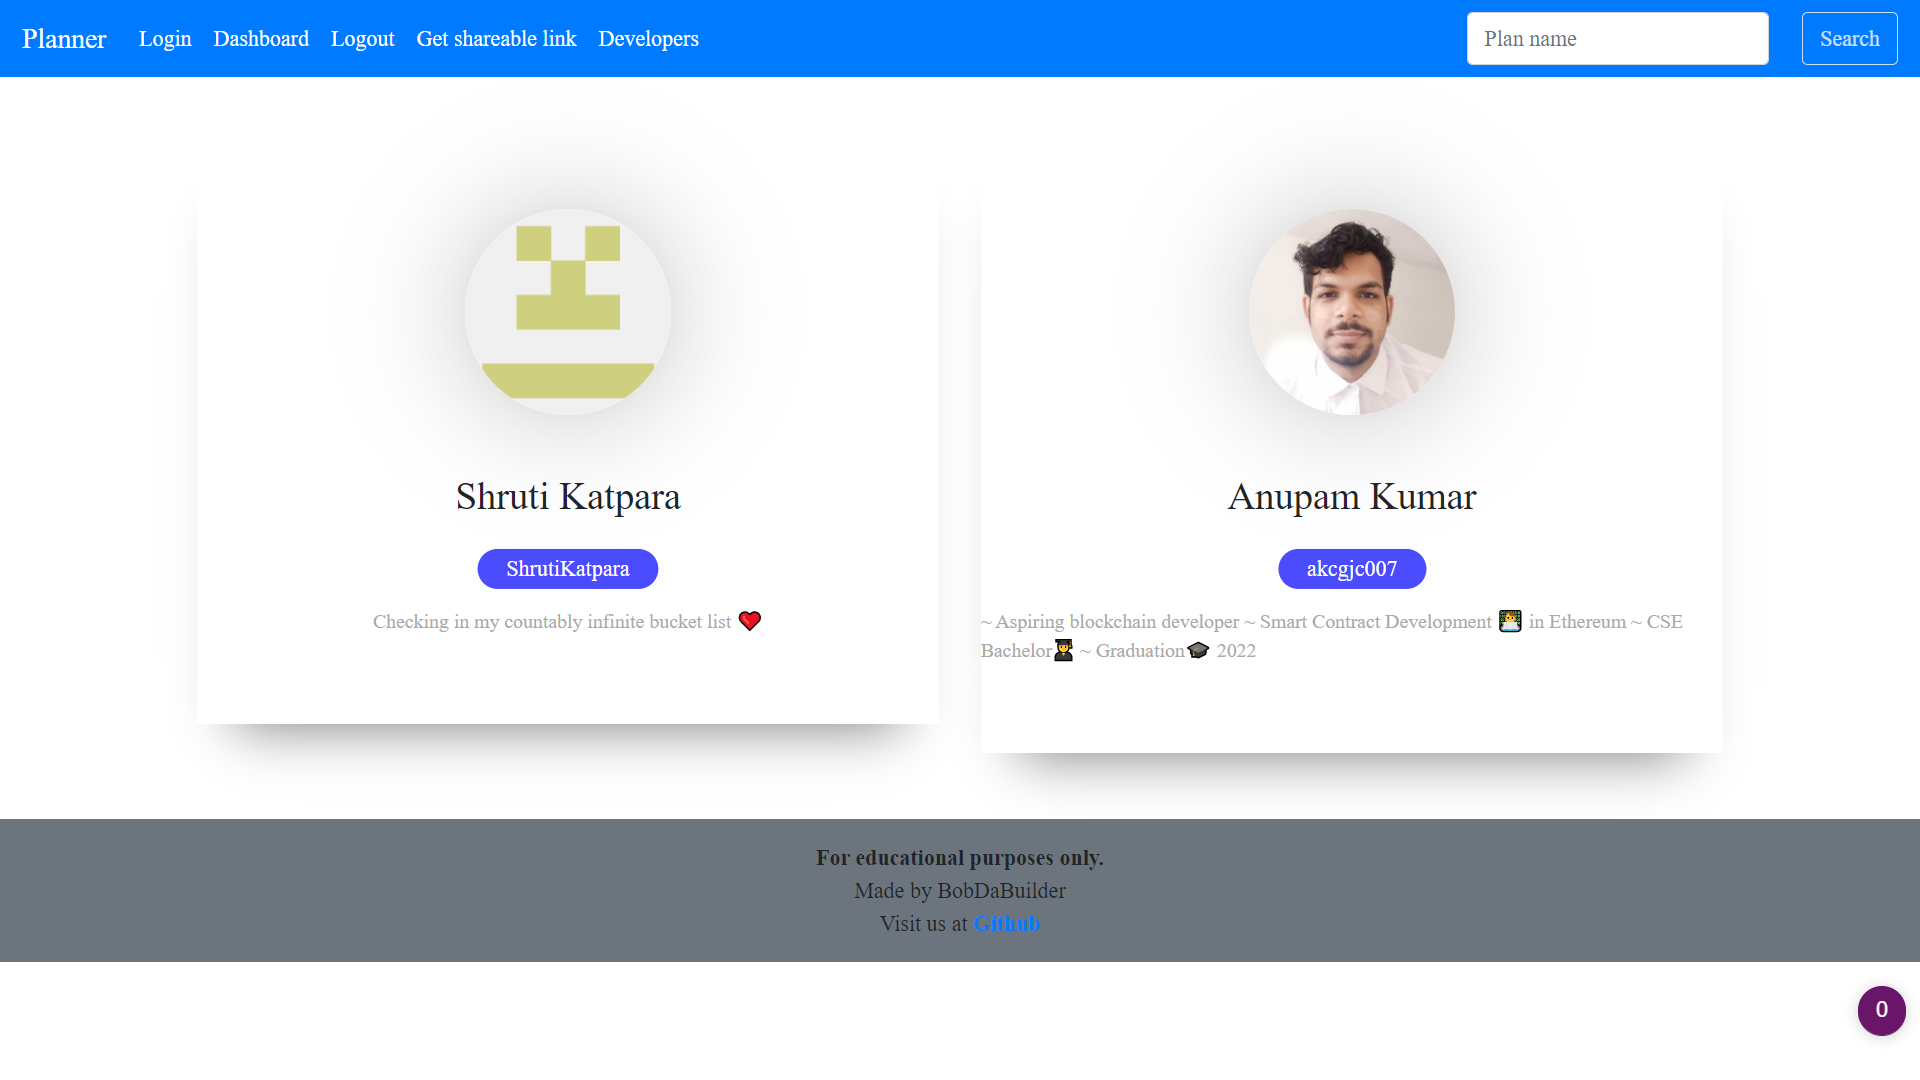 Planner Login Dashboard Logout Get shareable link Developers Plan name Search
Shruti Katpara
ShrutiKatpara
Checking in my countably infinite bucket list ❤️
Anupam Kumar
akcgjc007
~ Aspiring blockchain developer ~ Smart Contract Development 👨‍💻 in Ethereum ~ CSE
Bachelor👨‍🎓 ~ Graduation🎓 2022
For educational purposes only.
Made by BobDaBuilder
Visit us at Github
0